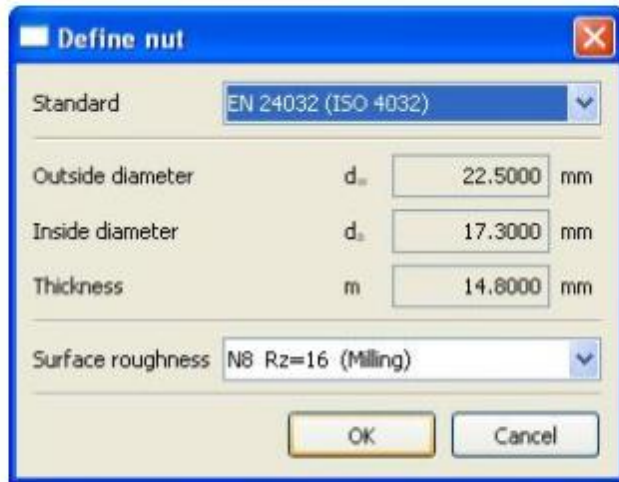 Define nut
Standard EN 24032 (ISO 4032)
Outside diameter 22.5000 mm
Inside diameter 17.3000 mm
Thickness m 14.8000 mm
Surface roughness N8 Rz=16 (Milling)
OK Cancel